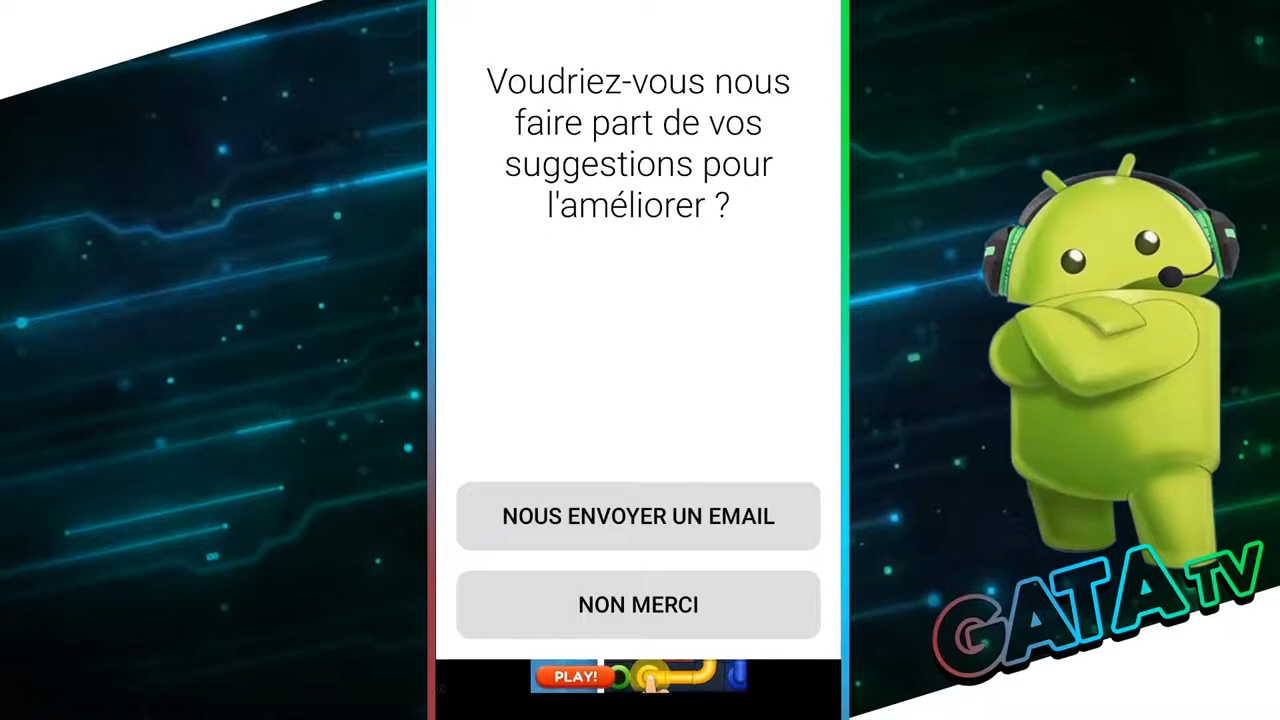 Voudriez-vous nous
faire part de vos
suggestions pour
l'améliorer ?
NOUS ENVOYER UN EMAIL
NON MERCI
PLAY!
GATA TV